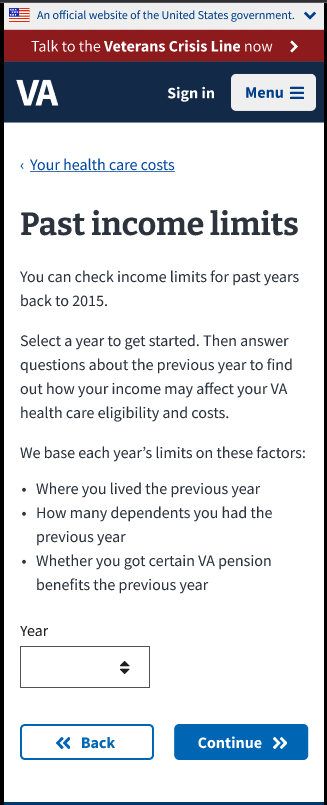 An official website of the United States government.
Talk to the Veterans Crisis Line now
VA
Sign in
Menu
‹ Your health care costs
Past income limits
You can check income limits for past years
back to 2015.
Select a year to get started. Then answer
questions about the previous year to find
out how your income may affect your VA
health care eligibility and costs.
We base each year’s limits on these factors:
• Where you lived the previous year
• How many dependents you had the
previous year
• Whether you got certain VA pension
benefits the previous year
Year
Back
Continue